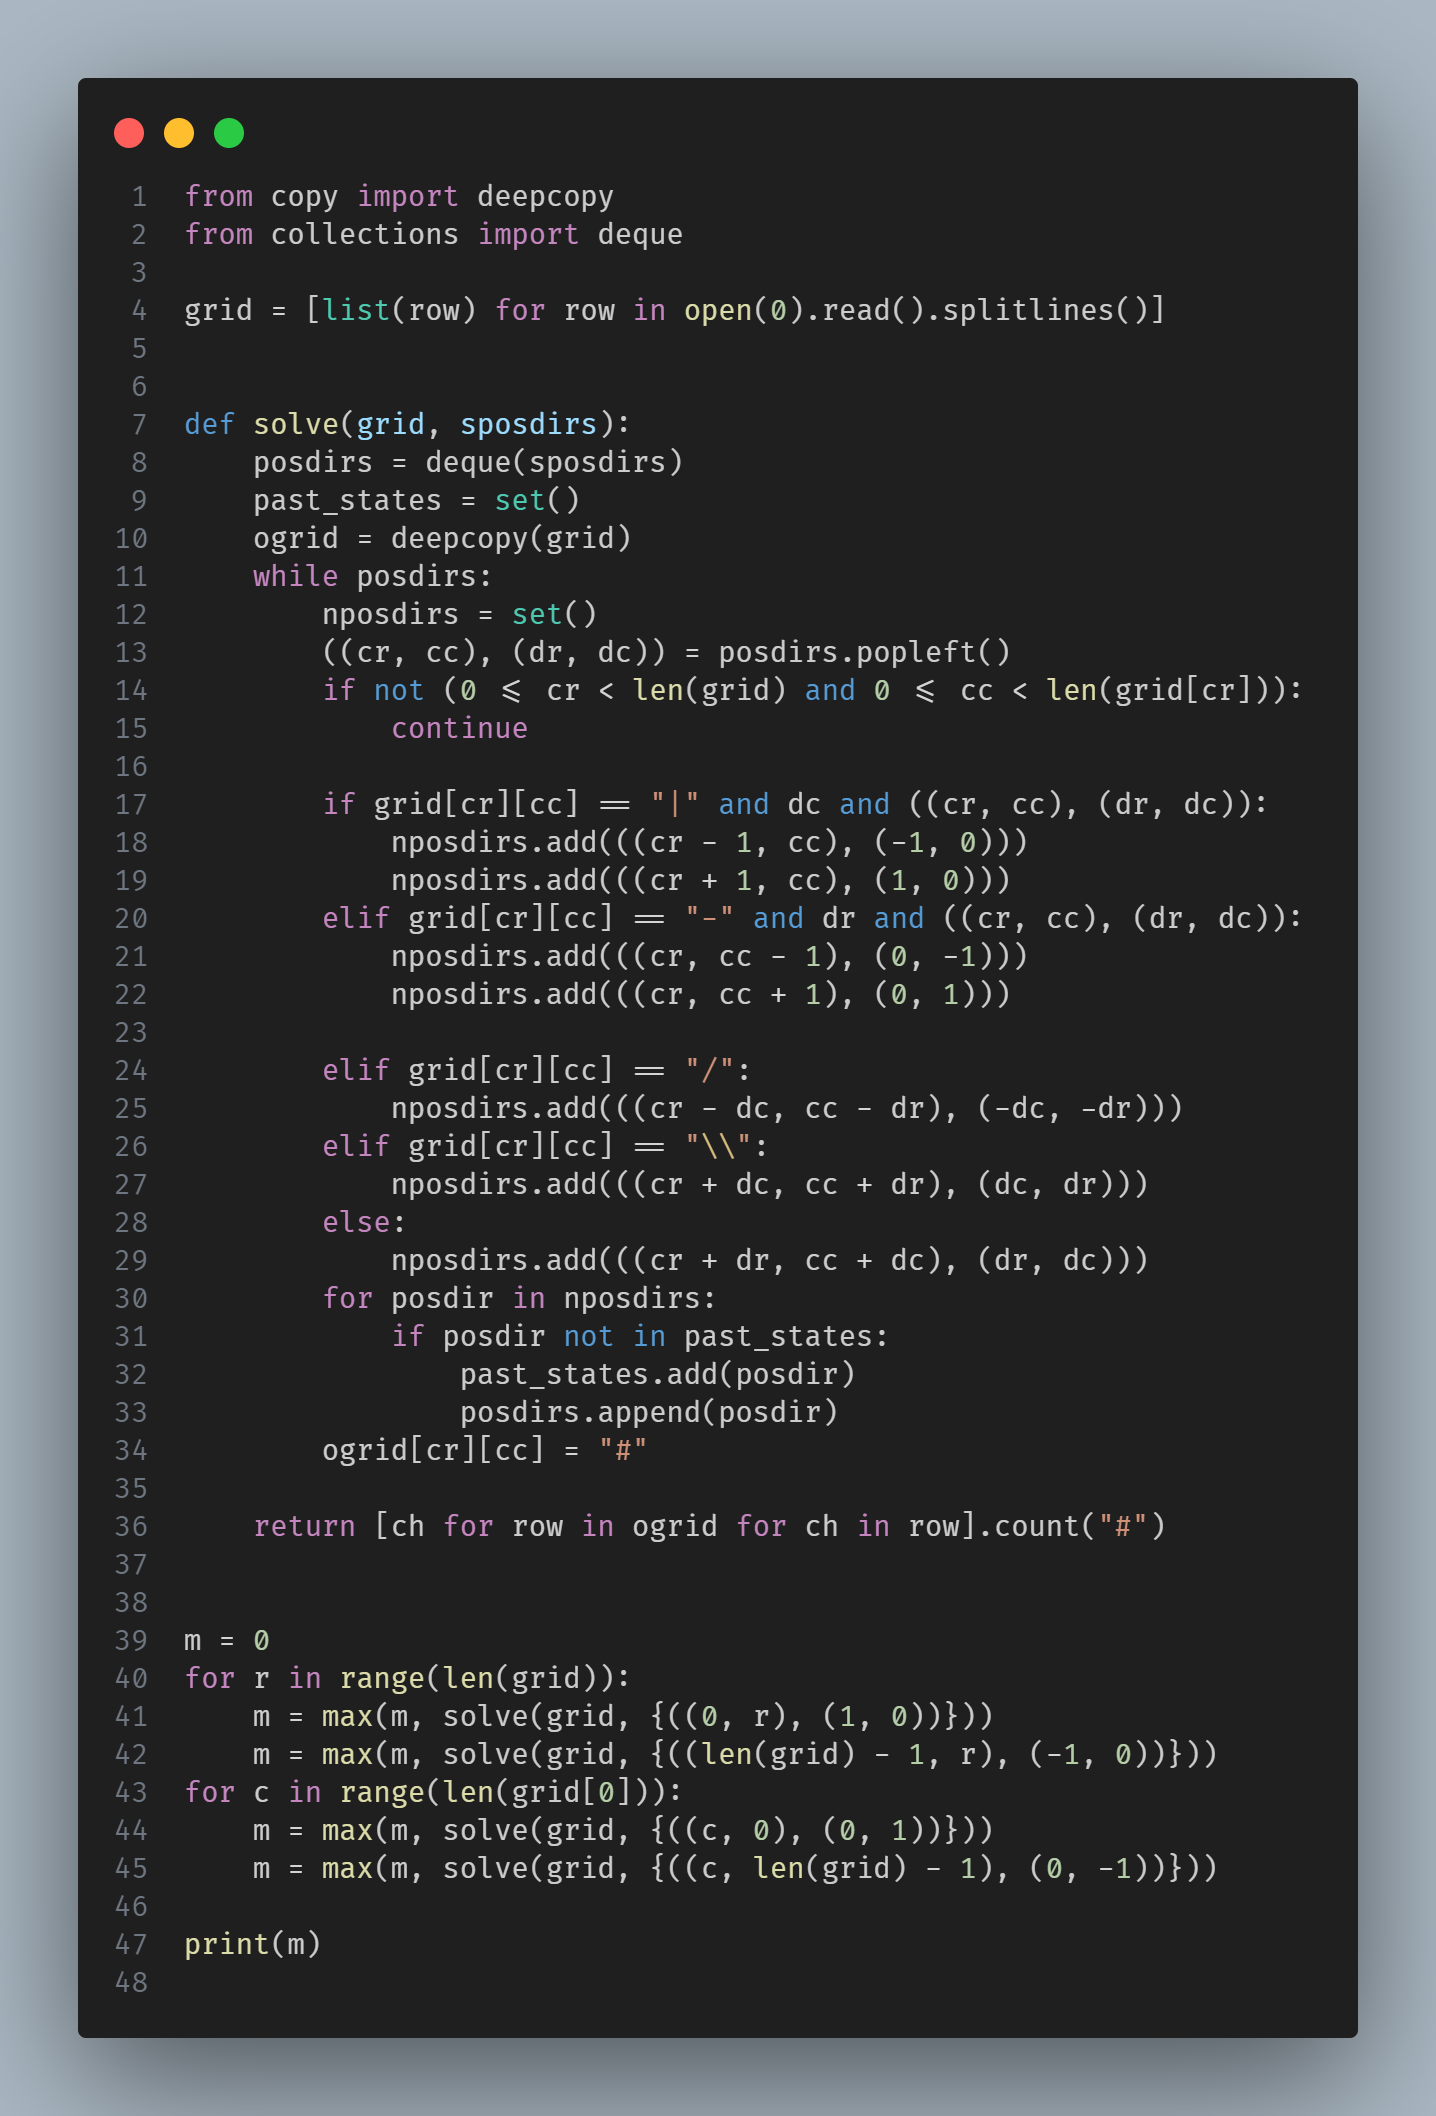 1 from copy import deepcopy
2 from collections import deque
3
4 grid = [list(row) for row in open(0).read().splitlines()]
5
6
7 def solve(grid, sposdirs):
8     posdirs = deque(sposdirs)
9     past_states = set()
10     ogrid = deepcopy(grid)
11     while posdirs:
12         nposdirs = set()
13         ((cr, cc), (dr, dc)) = posdirs.popleft()
14         if not (0 <= cr < len(grid) and 0 <= cc < len(grid[cr])):
15             continue
16
17         if grid[cr][cc] == "|" and dc and ((cr, cc), (dr, dc)):
18             nposdirs.add(((cr - 1, cc), (-1, 0)))
19             nposdirs.add(((cr + 1, cc), (1, 0)))
20         elif grid[cr][cc] == "-" and dr and ((cr, cc), (dr, dc)):
21             nposdirs.add(((cr, cc - 1), (0, -1)))
22             nposdirs.add(((cr, cc + 1), (0, 1)))
23
24         elif grid[cr][cc] == "/":
25             nposdirs.add(((cr - dc, cc - dr), (-dc, -dr)))
26         elif grid[cr][cc] == "\\":
27             nposdirs.add(((cr + dc, cc + dr), (dc, dr)))
28         else:
29             nposdirs.add(((cr + dr, cc + dc), (dr, dc)))
30         for posdir in nposdirs:
31             if posdir not in past_states:
32                 past_states.add(posdir)
33                 posdirs.append(posdir)
34         ogrid[cr][cc] = "#"
35
36     return [ch for row in ogrid for ch in row].count("#")
37
38
39 m = 0
40 for r in range(len(grid)):
41     m = max(m, solve(grid, {((0, r), (1, 0))}))
42     m = max(m, solve(grid, {((len(grid) - 1, r), (-1, 0))}))
43 for c in range(len(grid[0])):
44     m = max(m, solve(grid, {((c, 0), (0, 1))}))
45     m = max(m, solve(grid, {((c, len(grid) - 1), (0, -1))}))
46
47 print(m)
48